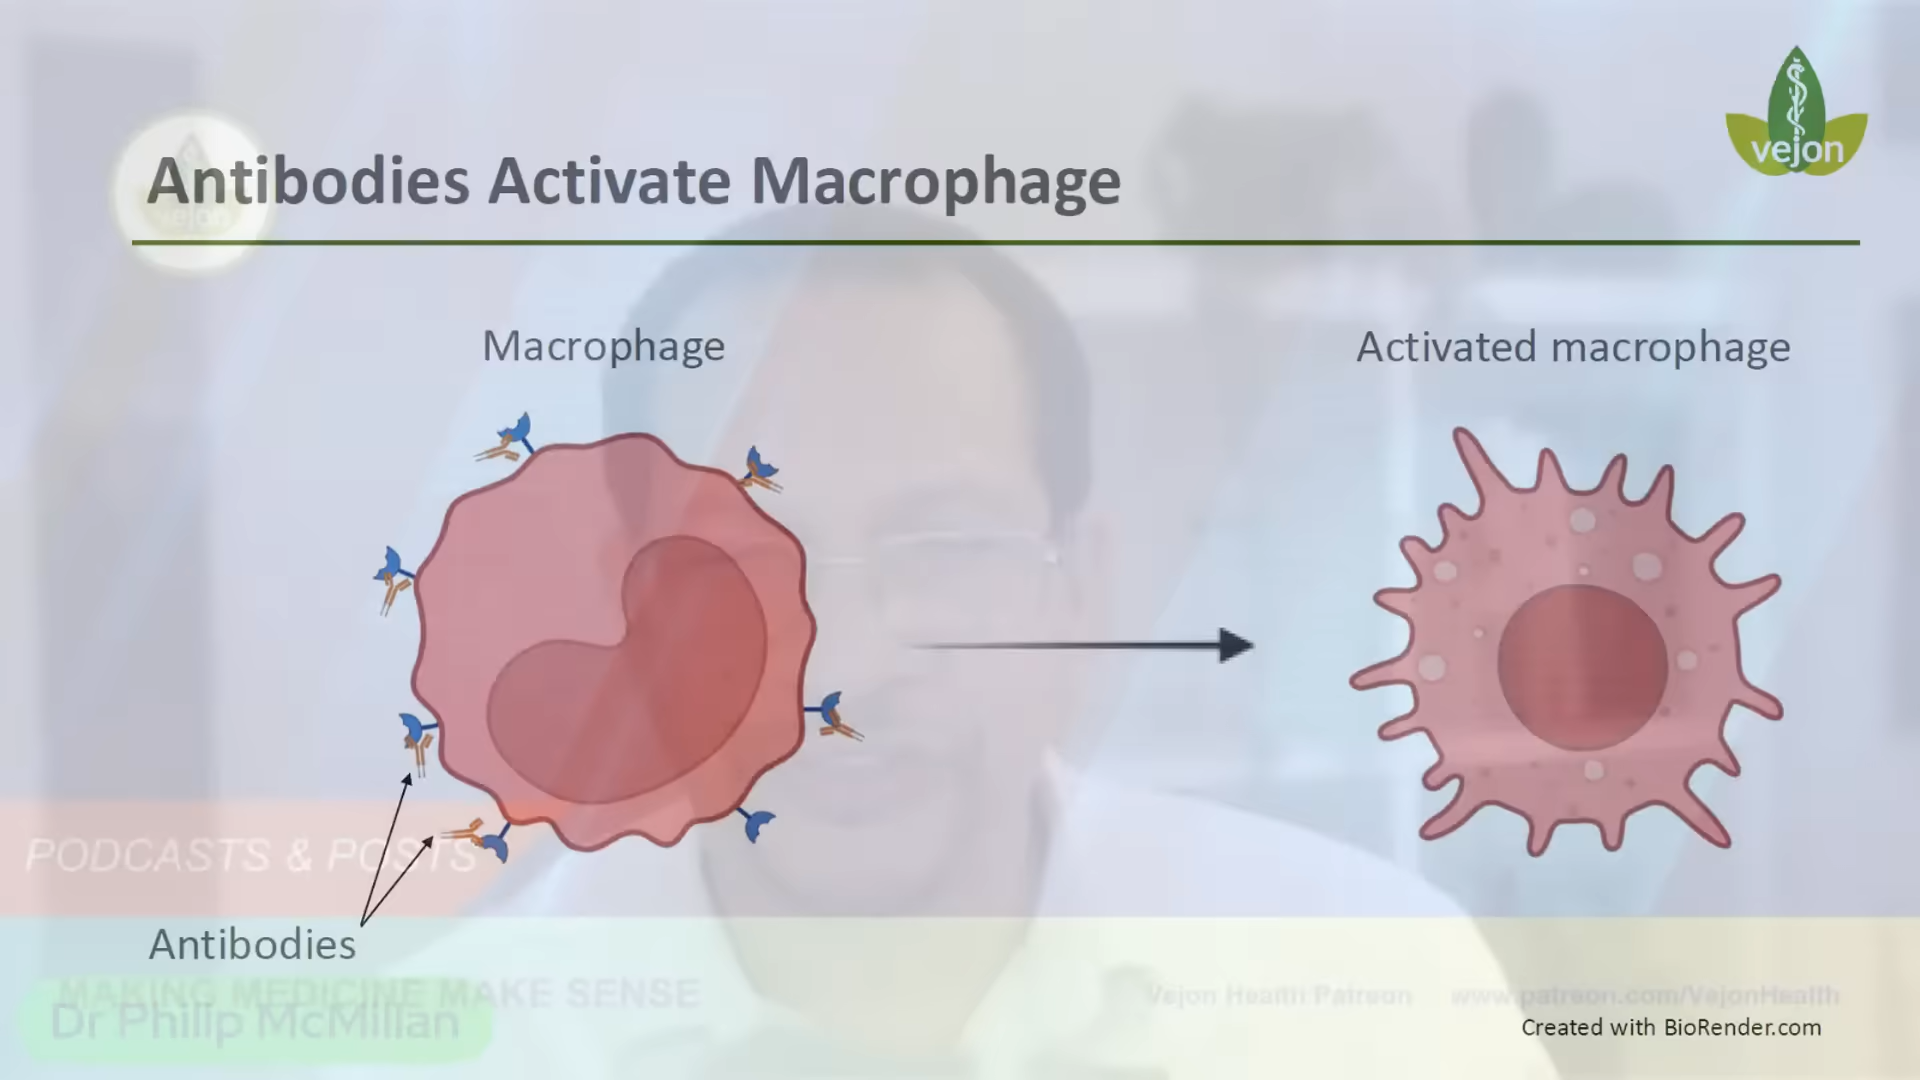 vejon
vejon
Antibodies Activate Macrophage
Macrophage
Activated macrophage
PODCASTS & POSTS
Antibodies
MAKING MEDICINE MAKE SENSE
Vejon Health Patreon
www.patreon.com/VejonHealth
Dr Philip McMillan
Created with BioRender.com